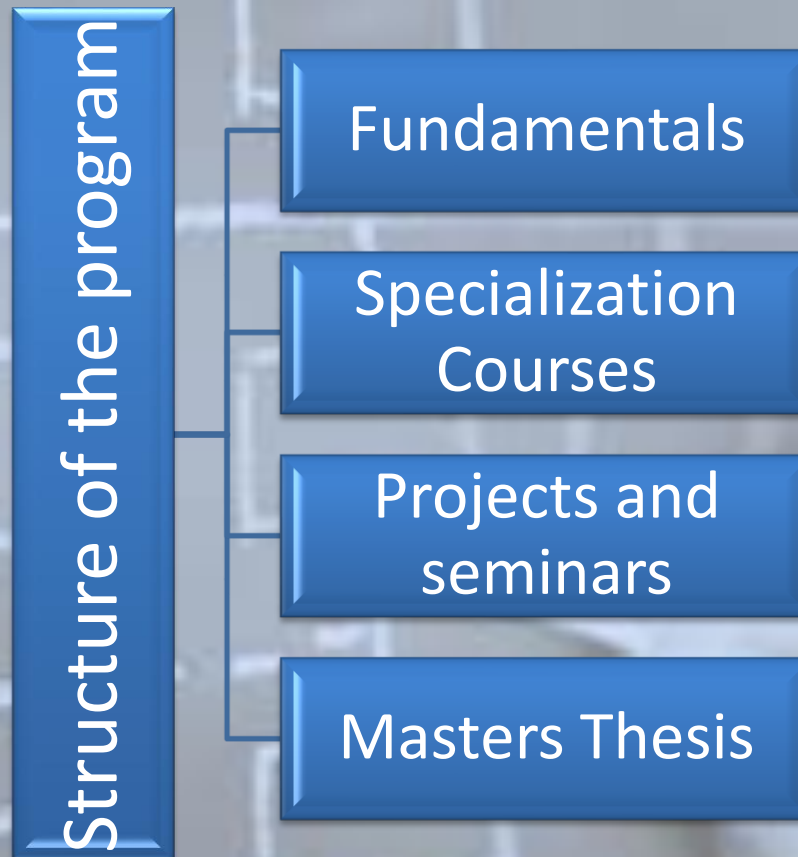 Structure of the program
Fundamentals
Specialization
Courses
Projects and
seminars
Masters Thesis